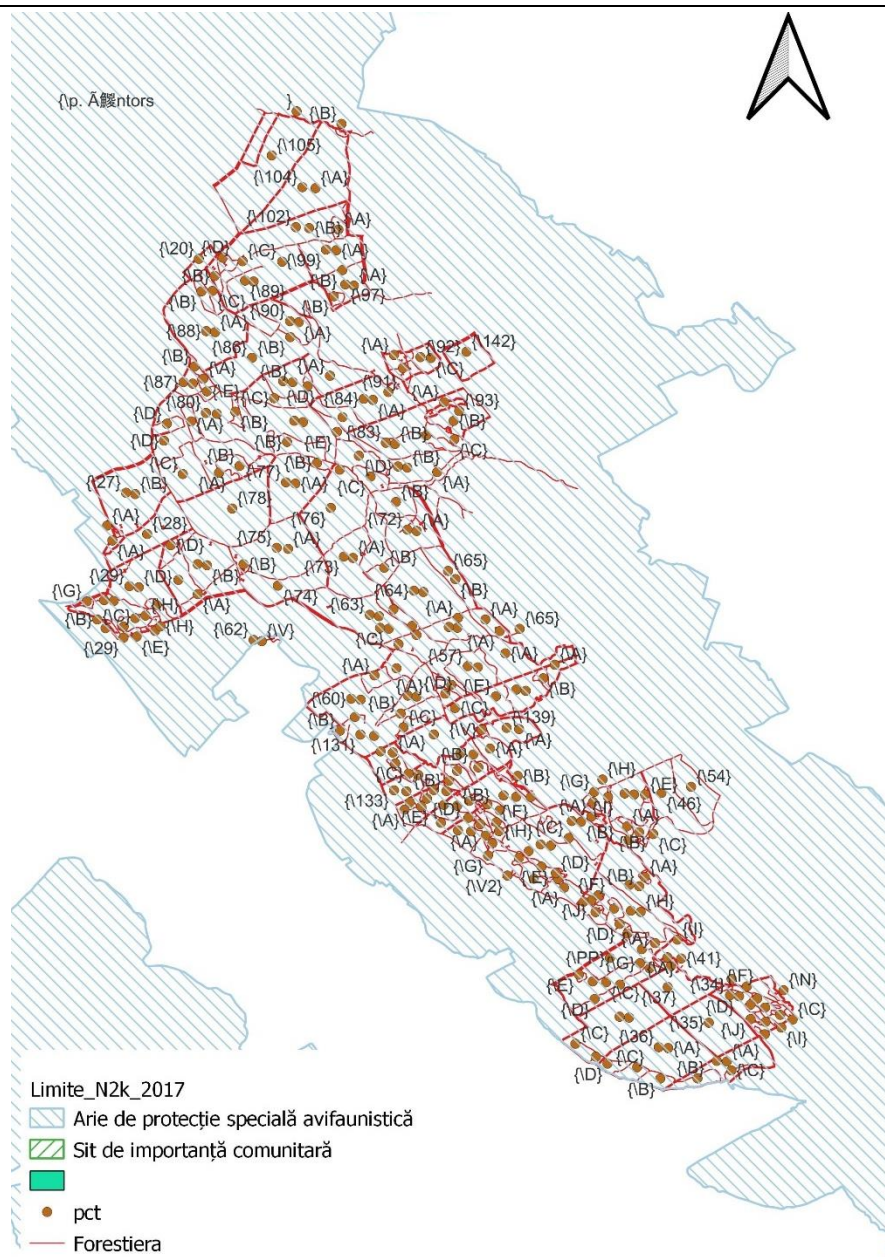 {\p. Ã鬷ntors }
{\B}
{\105}
{\104} {\A}
{\102} {\B} {\A}
{\20} {\D} {\C} {\99} {\A}
{\B} {\B} {\A}
{\B} {\C} {\89} {\97}
{\90} {\B}
{\88} {\A} {\A}
{\86} {\B} {\A} {\92} {\142}
{\B} {\A} {\C}
{\87} {\E} {\B} {\A} {\91}
{\80} {\C} {\D} {\84} {\A} {\93}
{\D} {\A} {\B} {\A} {\B}
{\D} {\B} {\E} {\83} {\B} {\C}
{\C} {\B} {\77} {\B} {\D} {\B}
{\27} {\B} {\A} {\A} {\C} {\A}
{\78} {\B}
{\A} {\28} {\76} {\72}
{\A} {\D} {\75} {\A} {\A}
{\B} {\B} {\73} {\B} {\65}
{\G} {\29} {\D} {\74} {\64} {\B}
{\B} {\C} {\H} {\A} {\63} {\A} {\A}
{\29} {\E} {\H} {\62} {\V} {\C} {\A} {\65}
{\A} {\57} {\A} {\A}
{\60} {\A} {\D} {\E} {\B}
{\B} {\B} {\C} {\C}
{\131} {\A} {\V} {\139}
{\B} {\A} {\A}
{\C} {\B} {\B} {\G} {\H} {\E} {\54}
{\133} {\D} {\B} {\F} {\A} {\46}
{\A} {\E} {\H} {\C} {\B} {\A}
{\A} {\B} {\C}
{\G} {\D} {\A}
{\V2} {\E} {\F} {\B}
{\A} {\J} {\H}
{\D} {\A} {\I}
{\PP} {\G} {\A} {\41}
{\E} {\C} {\37} {\34} {\F} {\N}
{\D} {\D} {\C}
{\C} {\36} {\35} {\J} {\I}
{\A} {\A}
{\D} {\C} {\B} {\C}
{\B}
Limite_N2k_2017
Arie de protecție specială avifaunistică
Sit de importanță comunitară
pct
Forestiera